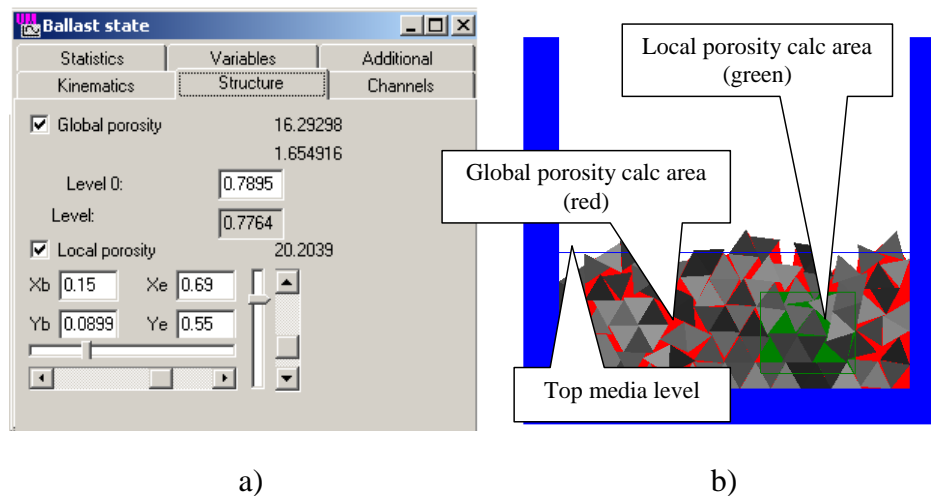 Ballast state
Statistics Variables Additional
Kinematics Structure Channels
Global porosity 16.29298
1.654916
Level 0: 0.7895
Level: 0.7764
Local porosity 20.2039
Xb 0.15 Xe 0.69
Yb 0.0899 Ye 0.55
a)
Local porosity calc area
(green)
Global porosity calc area
(red)
Top media level
b)